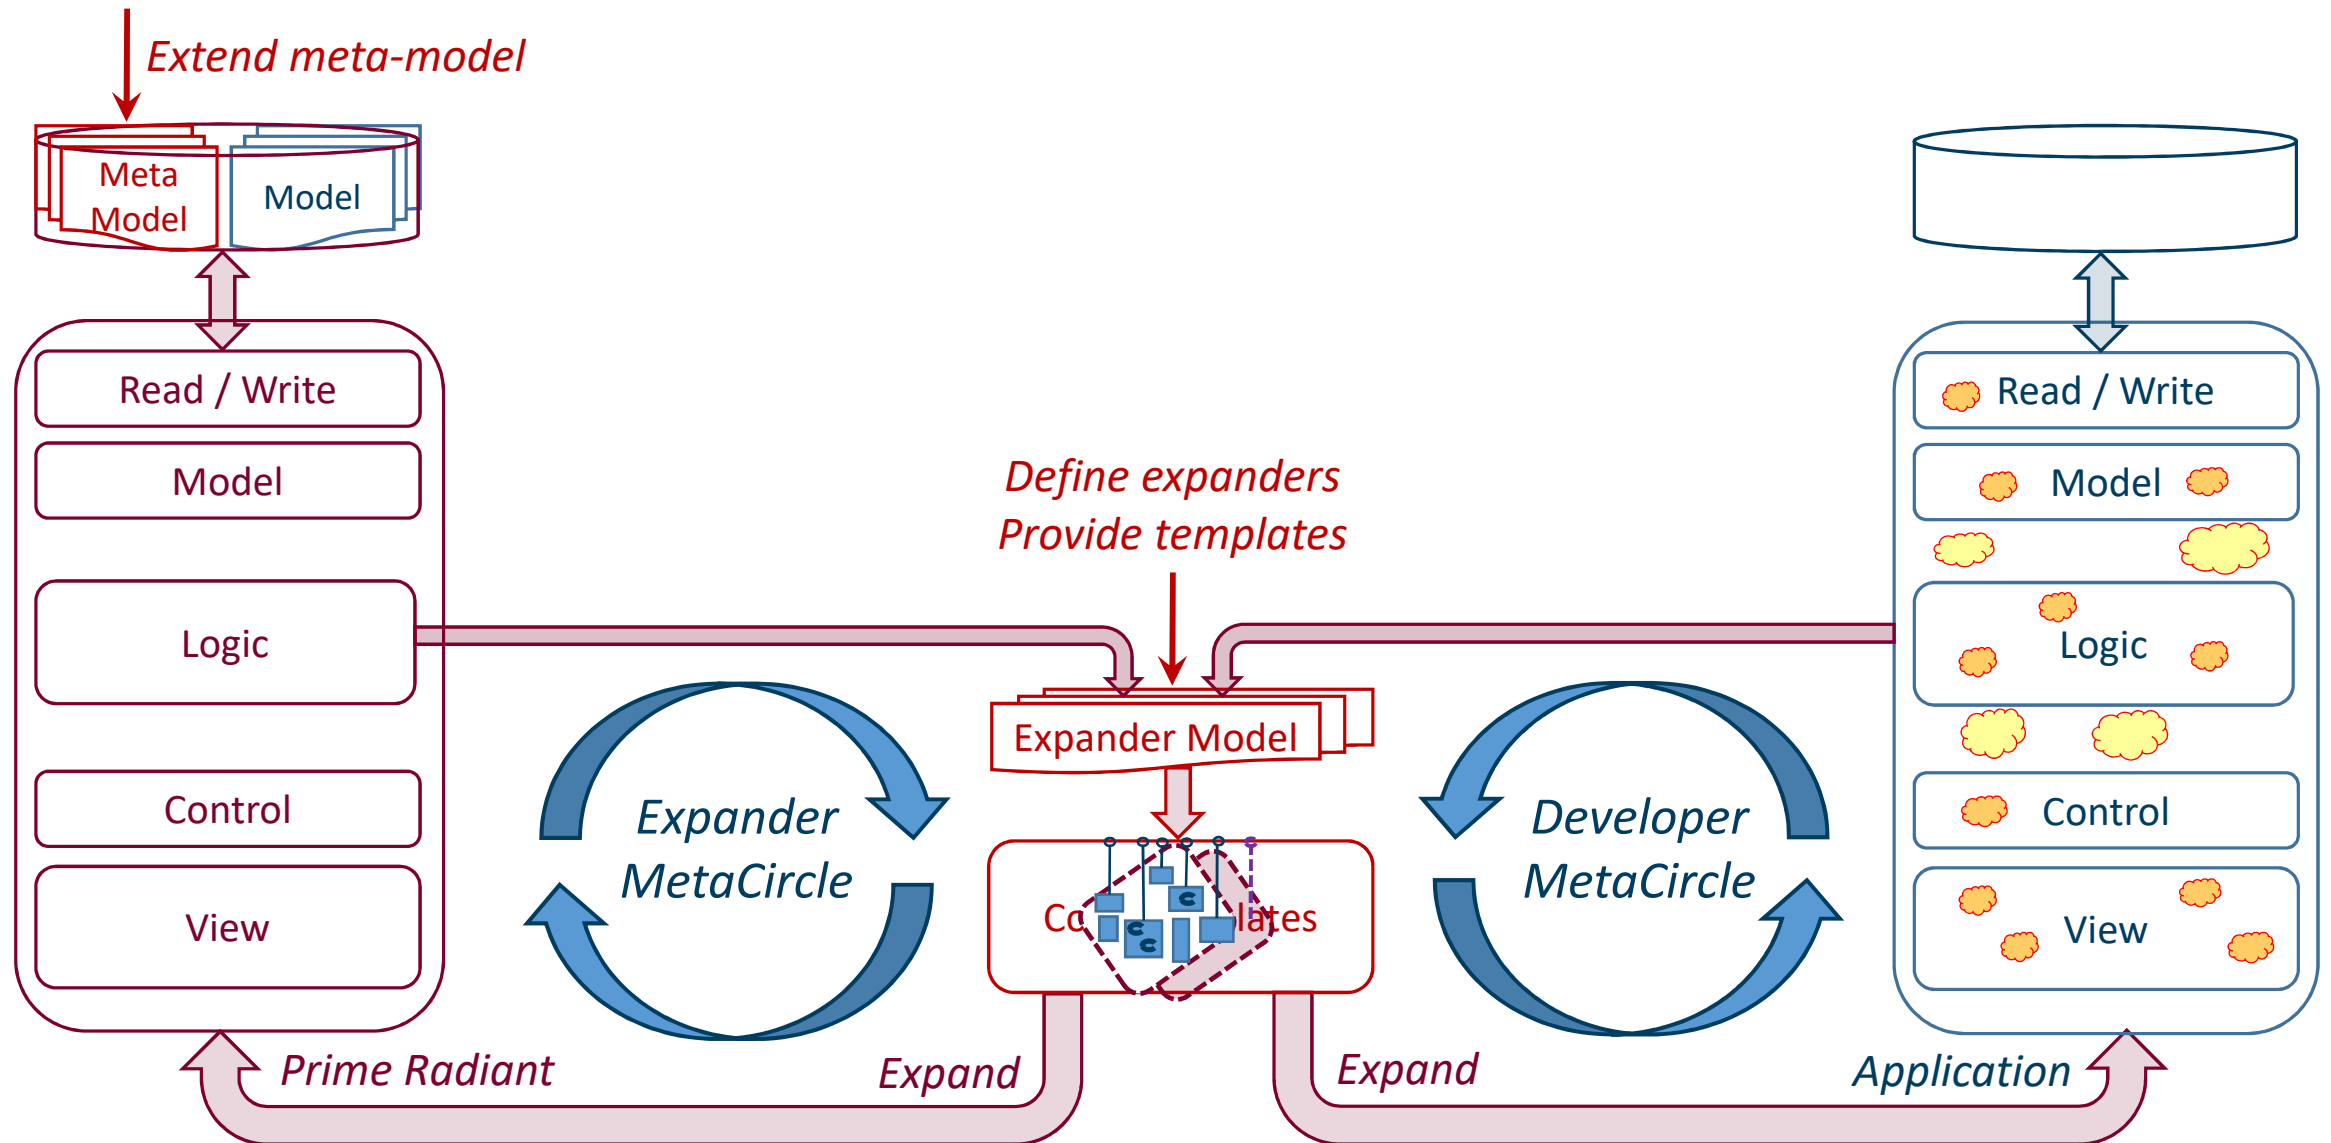 Extend meta-model
Meta
Model
Model
Read / Write
Model
Logic
Control
View
Prime Radiant
Expander
MetaCircle
Define expanders
Provide templates
Expander Model
Expand
Expand
Developer
MetaCircle
Read / Write
Model
Logic
Control
View
Application